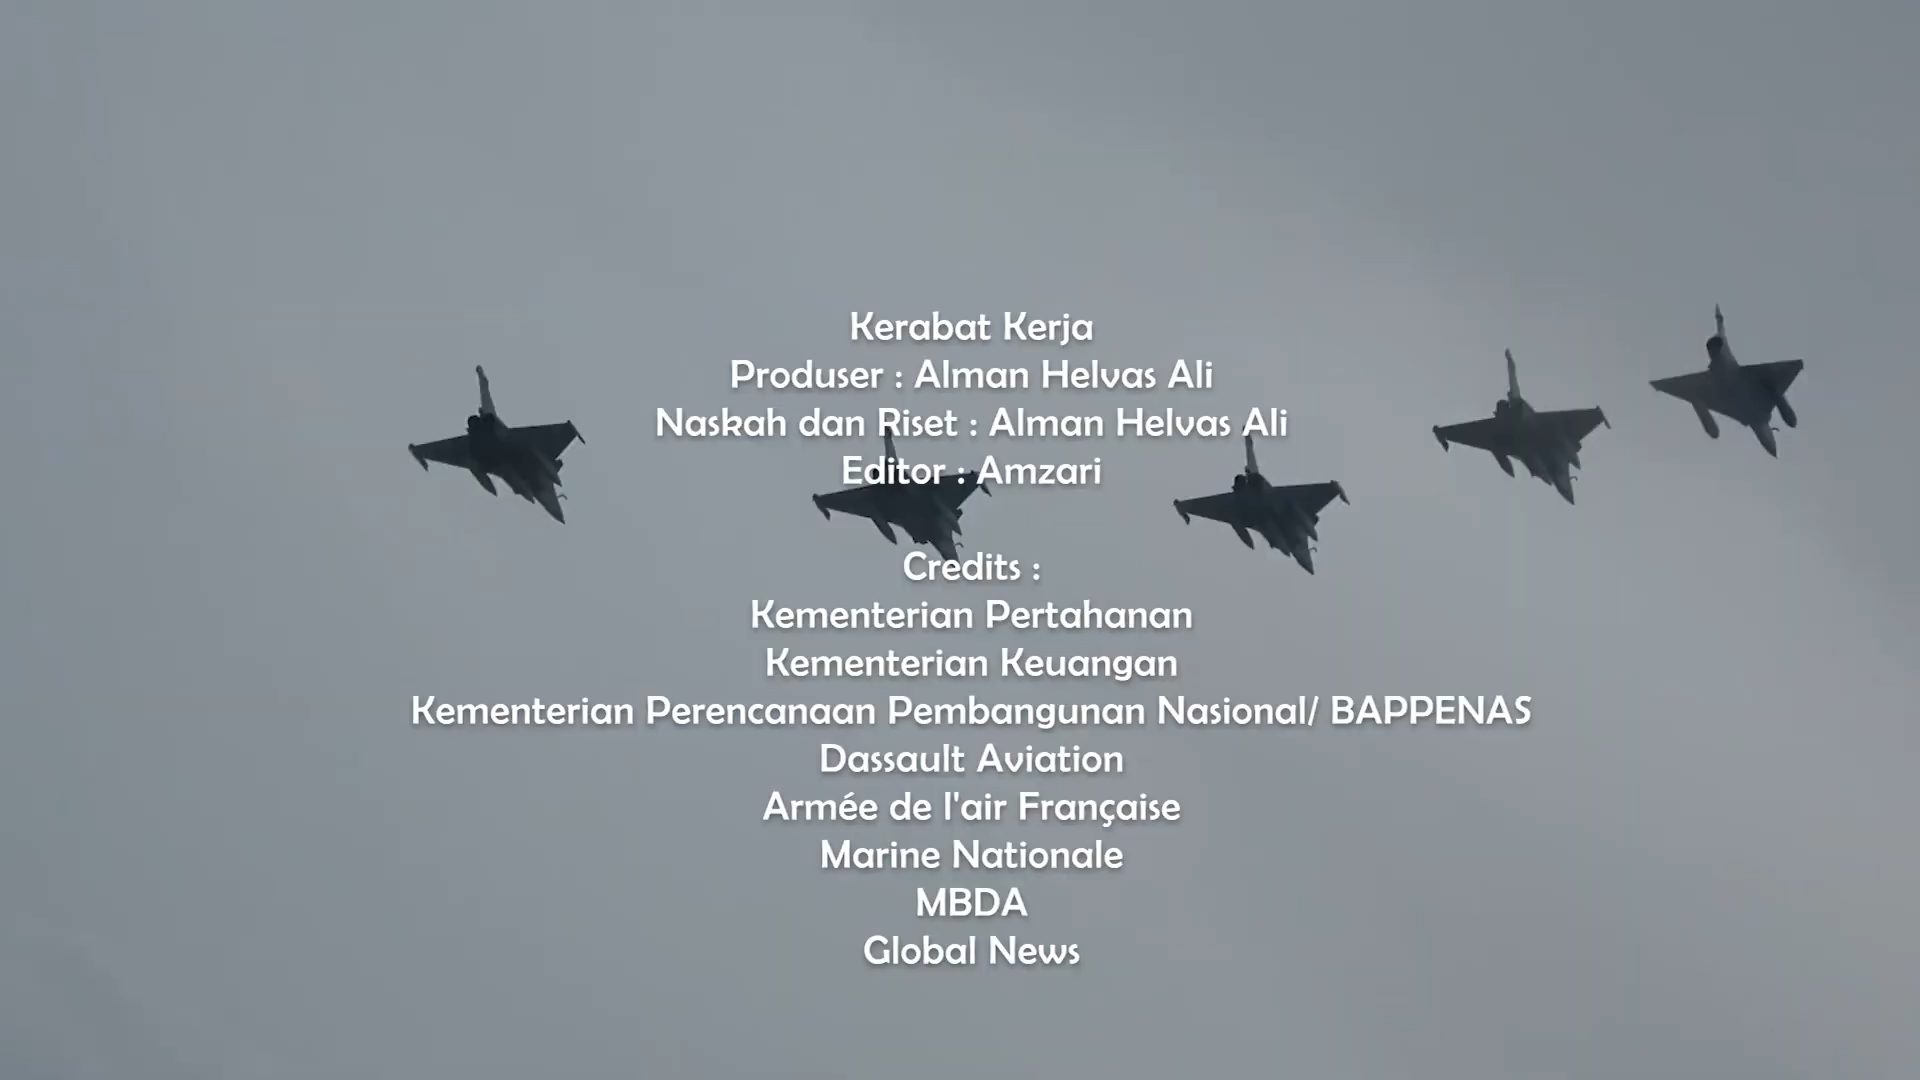 Kerabat Kerja
Produser : Alman Helvas Ali
Naskah dan Riset : Alman Helvas Ali
Editor : Amzari
Credits :
Kementerian Pertahanan
Kementerian Keuangan
Kementerian Perencanaan Pembangunan Nasional/ BAPPENAS
Dassault Aviation
Armée de l'air Française
Marine Nationale
MBDA
Global News